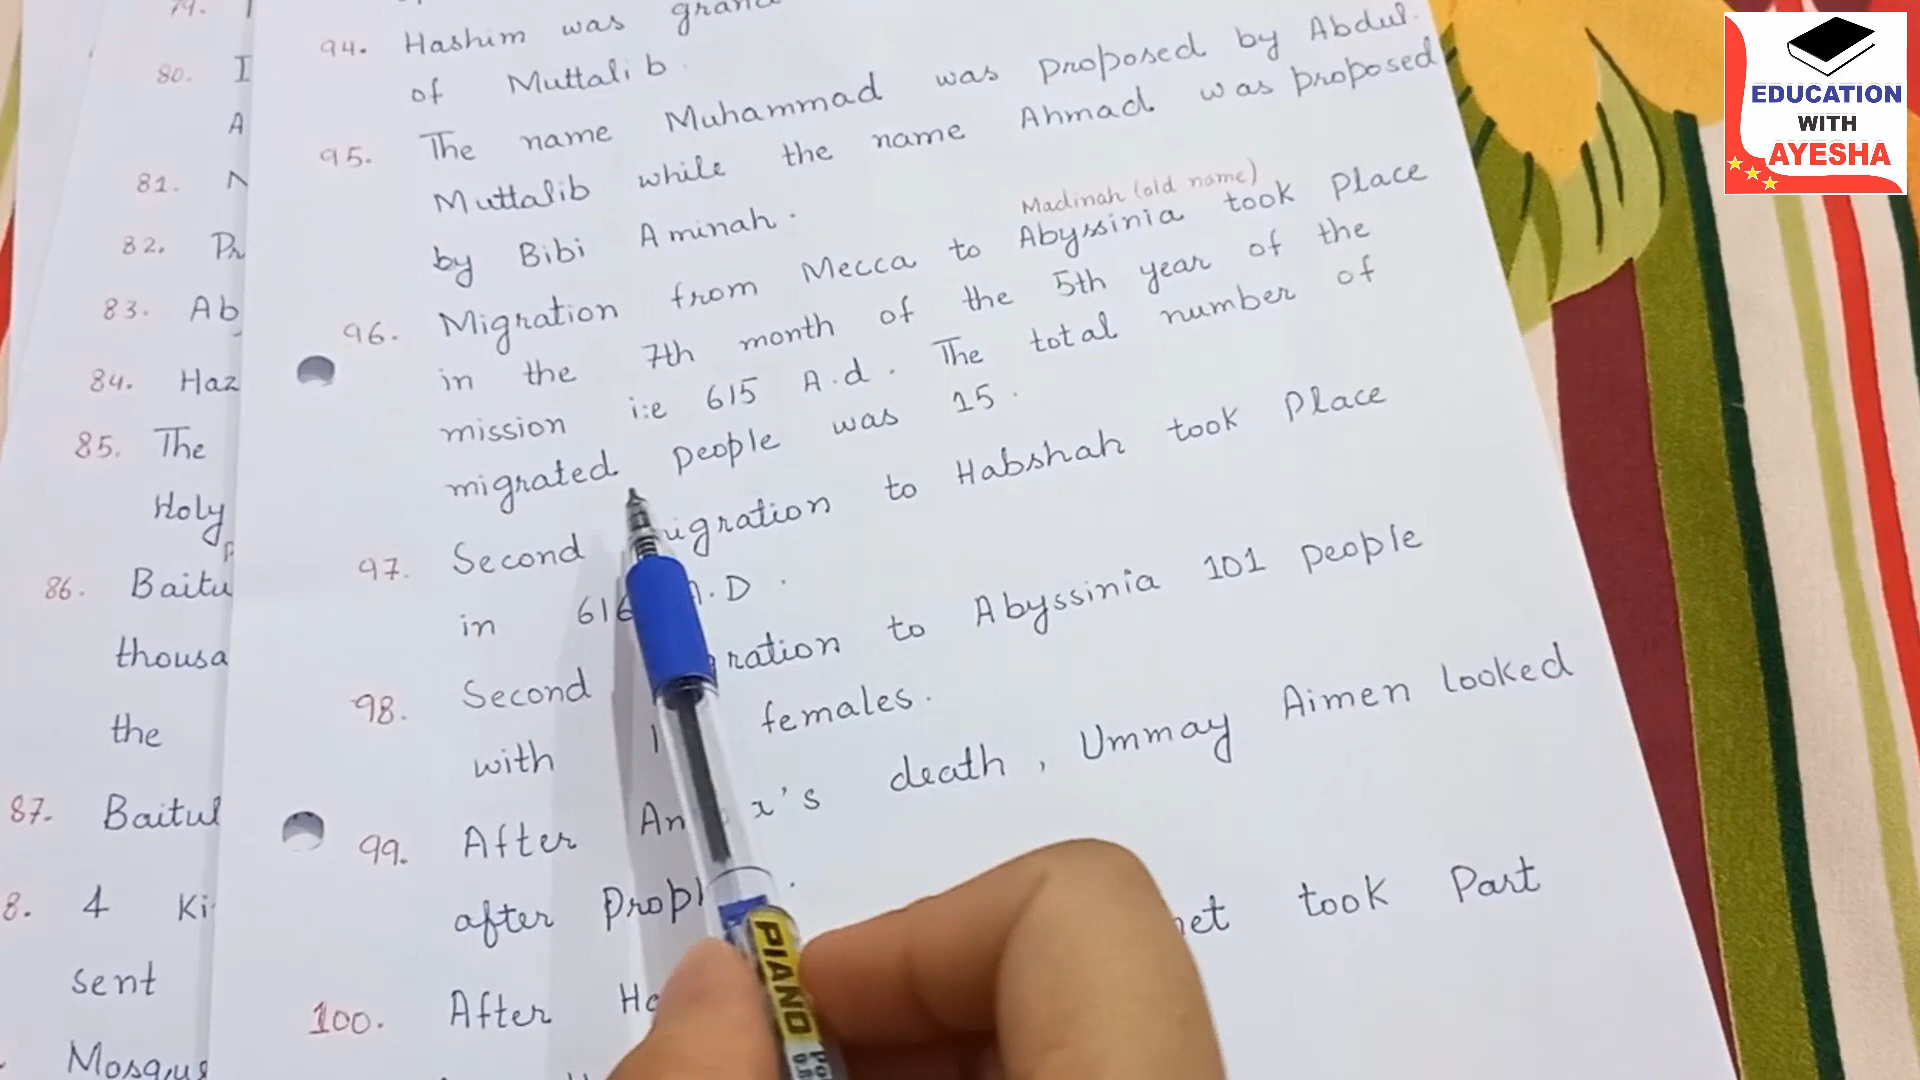 79.
80. I
A
81. N
82. Pr
83. Ab
84. Haz
85. The
Holy
86. Baitu
thousa
the
87. Baitul
8. 4 Ki
sent
Mosque
94. Hashim was
of Muttalib.
95. The name Muhammad was proposed by Abdul.
Muttalib while the name Ahmad was proposed
by Bibi Aminah.
Madinah (old name)
96. Migration from Mecca to Abyssinia took place
in the 7th month of the 5th year of the
mission i:e 615 A.d. The total number of
migrated people was 15.
97. Second migration to Habshah took Place
in 616 A.D.
98. Second to Abyssinia 101 people
with females.
99. After death, Ummay Aimen looked
after
100. After took Part
EDUCATION
WITH
AYESHA
PIANO